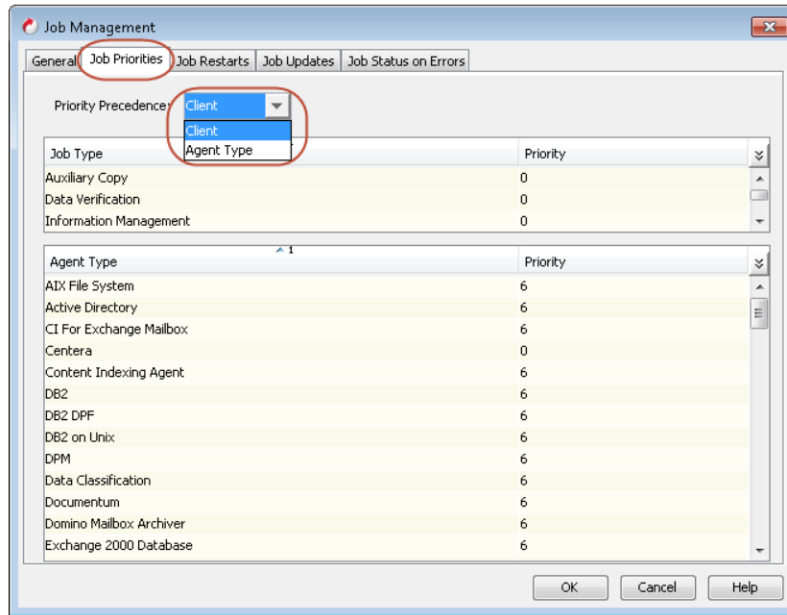 Job Management
General Job Priorities Job Restarts Job Updates Job Status on Errors
Priority Precedence: Client
Client
Agent Type
Job Type Priority
Auxiliary Copy 0
Data Verification 0
Information Management 0
1
Agent Type Priority
AIX File System 6
Active Directory 6
CI For Exchange Mailbox 6
Centera 0
Content Indexing Agent 6
DB2 6
DB2 DPF 6
DB2 on Unix 6
DPM 6
Data Classification 6
Documentum 6
Domino Mailbox Archiver 6
Exchange 2000 Database 6
OK Cancel Help